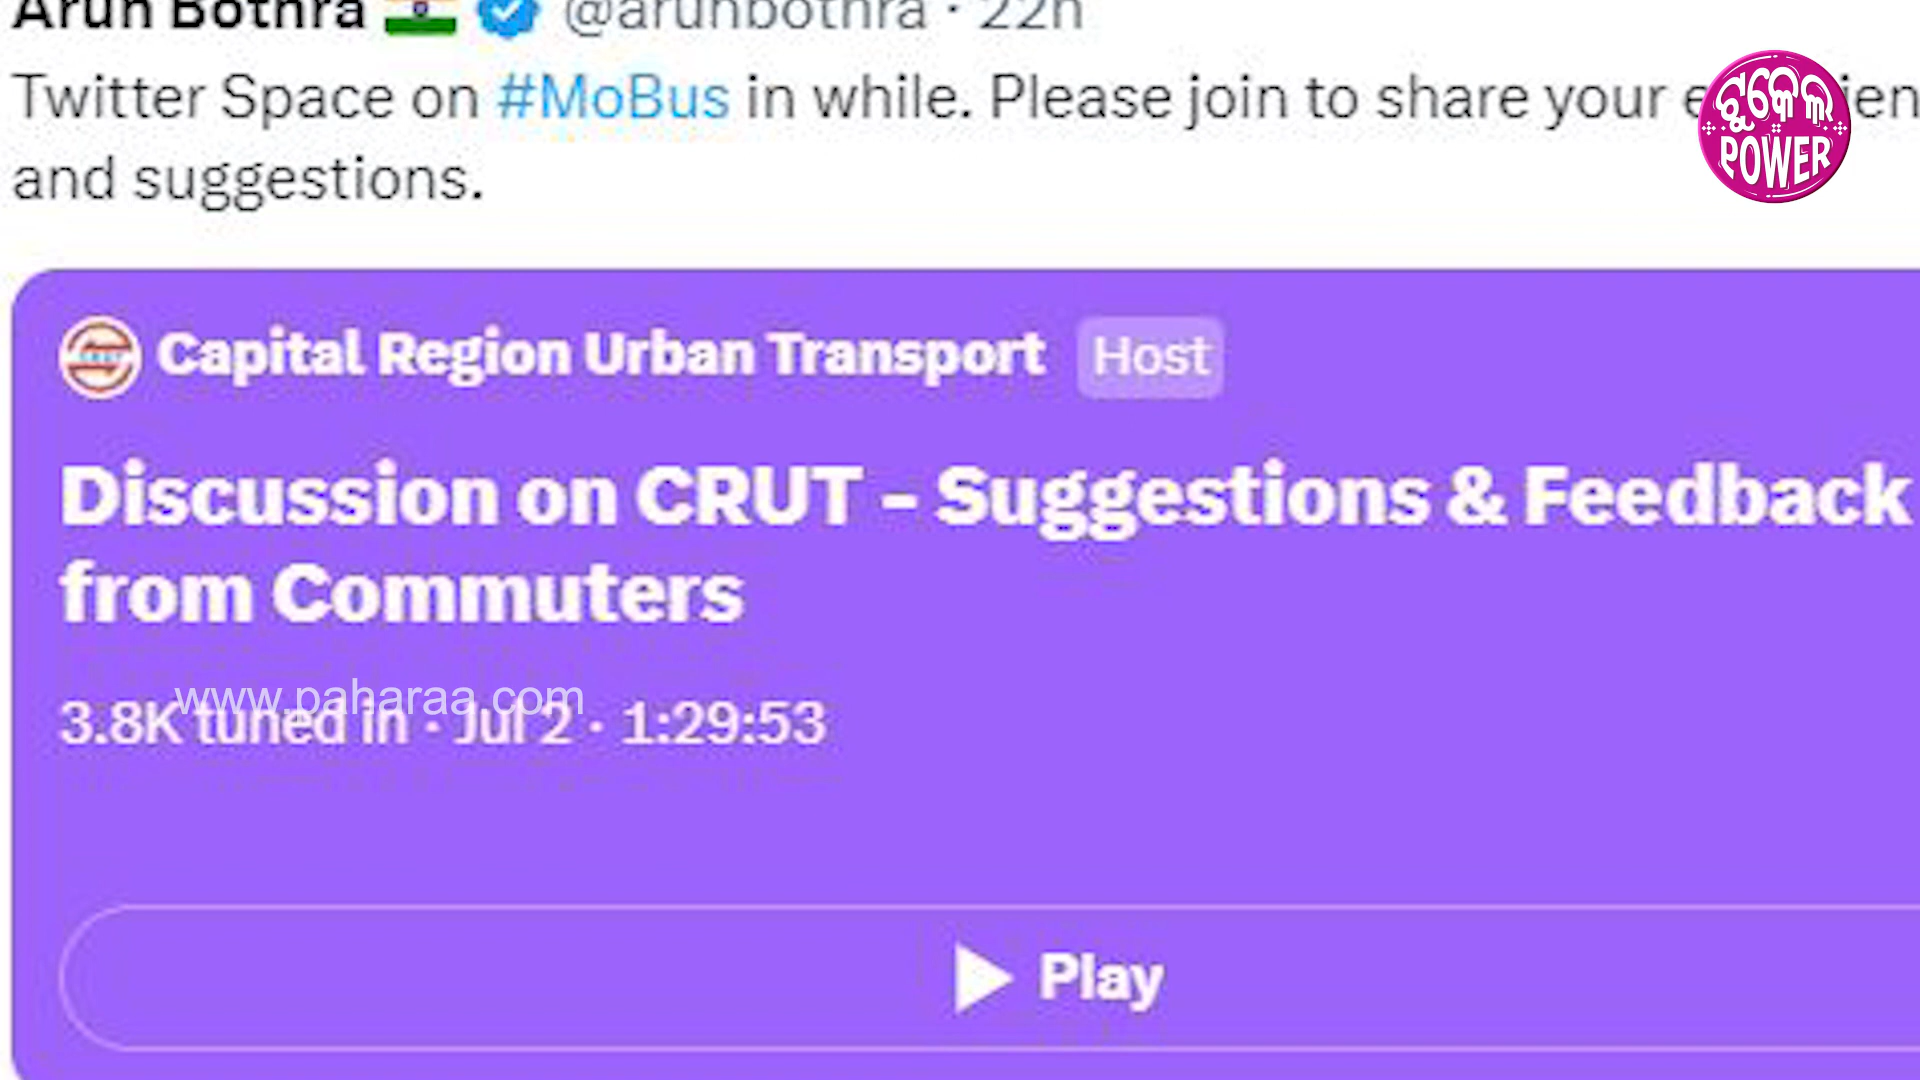 Arun Bothra @arunbothra · 22h
Twitter Space on #MoBus in while. Please join to share your
and suggestions.
ଟୁକେଲ
POWER
Capital Region Urban Transport Host
Discussion on CRUT - Suggestions & Feedback
from Commuters
www.paharaa.com
3.8K tuned in · Jul 2 · 1:29:53
Play